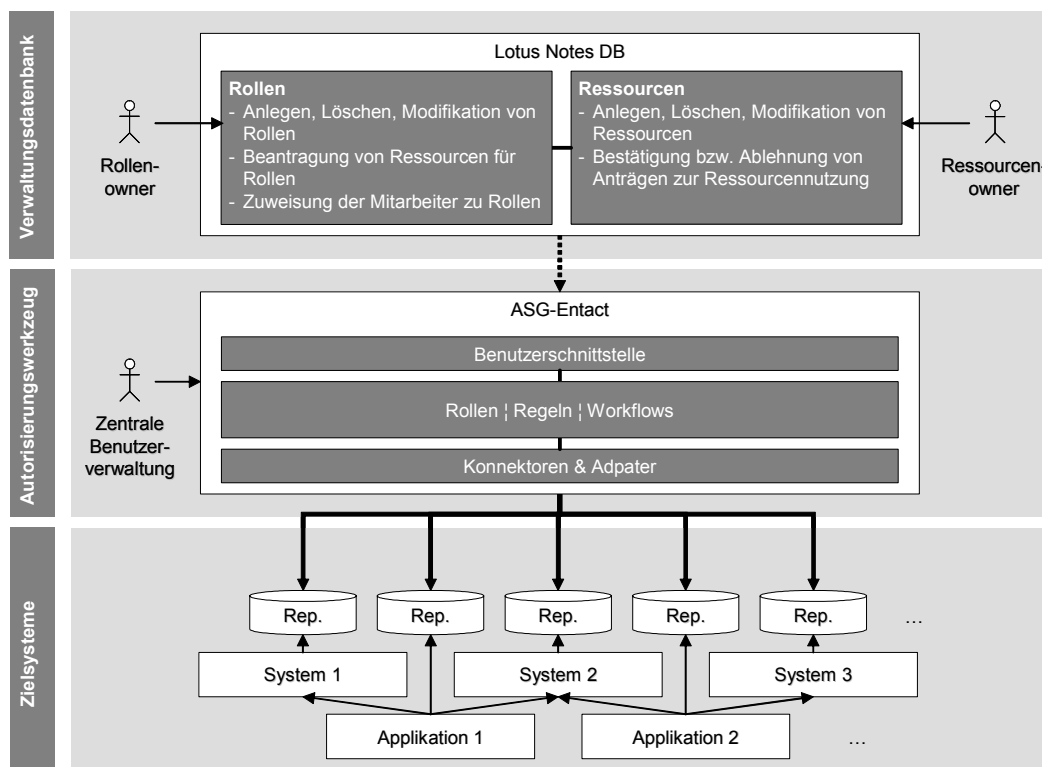 Verwaltungsdatenbank
Lotus Notes DB
Rollen
- Anlegen, Löschen, Modifikation von
Rollen
- Beantragung von Ressourcen für
Rollen
- Zuweisung der Mitarbeiter zu Rollen
Ressourcen
- Anlegen, Löschen, Modifikation von
Ressourcen
- Bestätigung bzw. Ablehnung von
Anträgen zur Ressourcennutzung
Rollen-
owner
Ressourcen-
owner
Autorisierungswerkzeug
ASG-Entact
Benutzerschnittstelle
Rollen ¦ Regeln ¦ Workflows
Konnektoren & Adpater
Zentrale
Benutzer-
verwaltung
Zielsysteme
Rep.
Rep.
Rep.
Rep.
Rep.
...
System 1
System 2
System 3
Applikation 1
Applikation 2
...